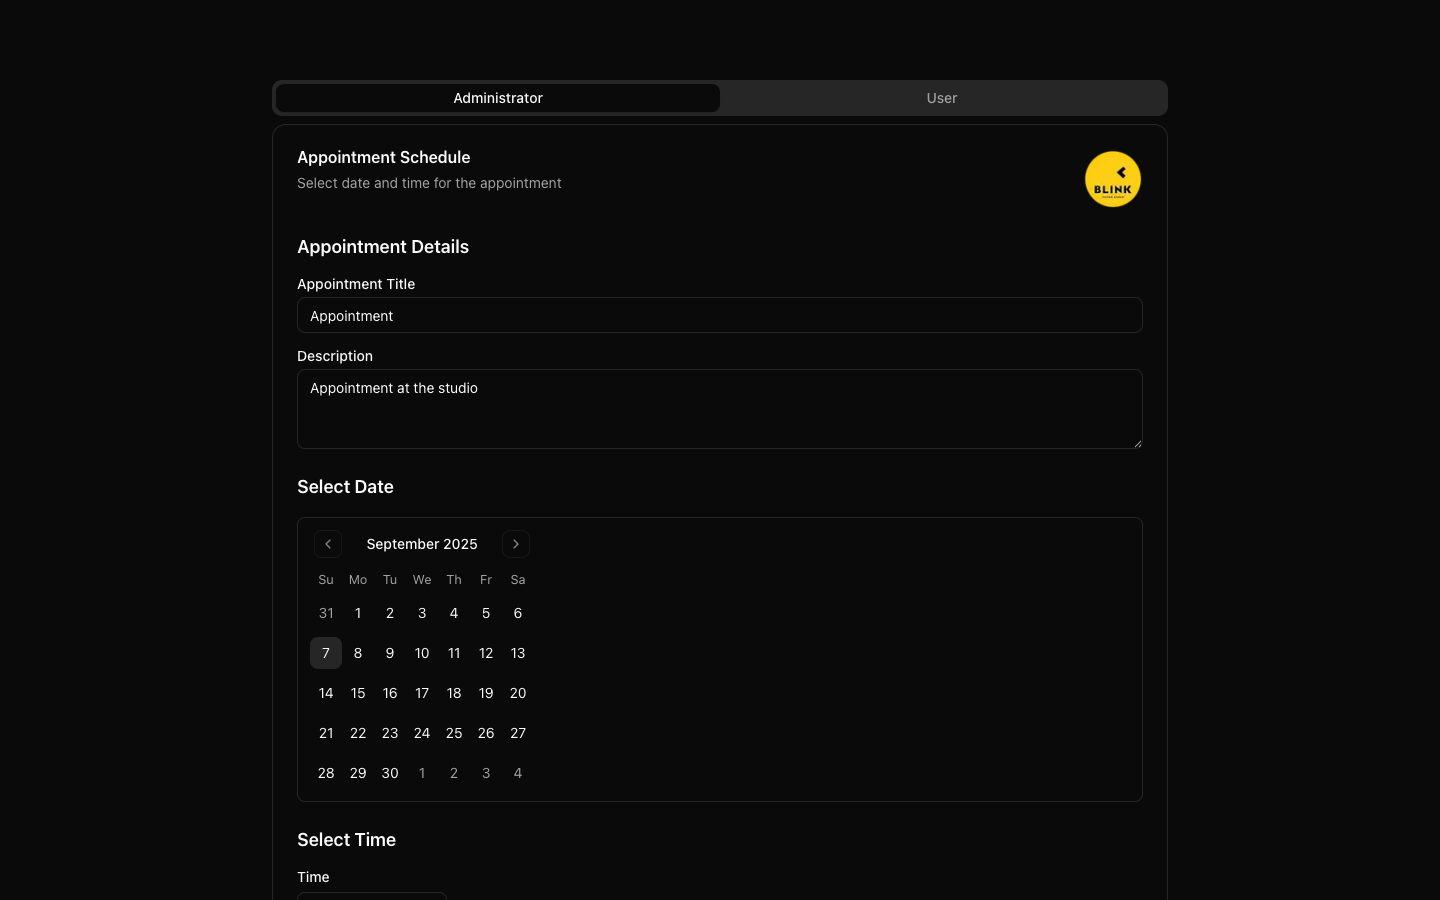 Administrator User
Appointment Schedule
Select date and time for the appointment
BLINK
Appointment Details
Appointment Title
Appointment
Description
Appointment at the studio
Select Date
September 2025
Su Mo Tu We Th Fr Sa
31 1 2 3 4 5 6
7 8 9 10 11 12 13
14 15 16 17 18 19 20
21 22 23 24 25 26 27
28 29 30 1 2 3 4
Select Time
Time